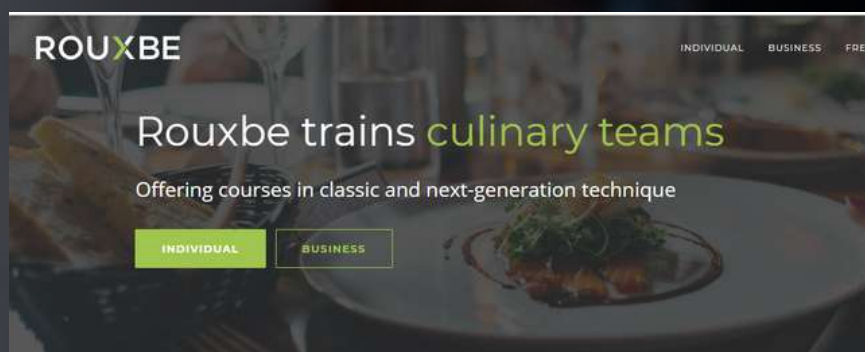 ROUXBE
INDIVIDUAL BUSINESS
Rouxbe trains culinary teams
Offering courses in classic and next-generation technique
INDIVIDUAL BUSINESS